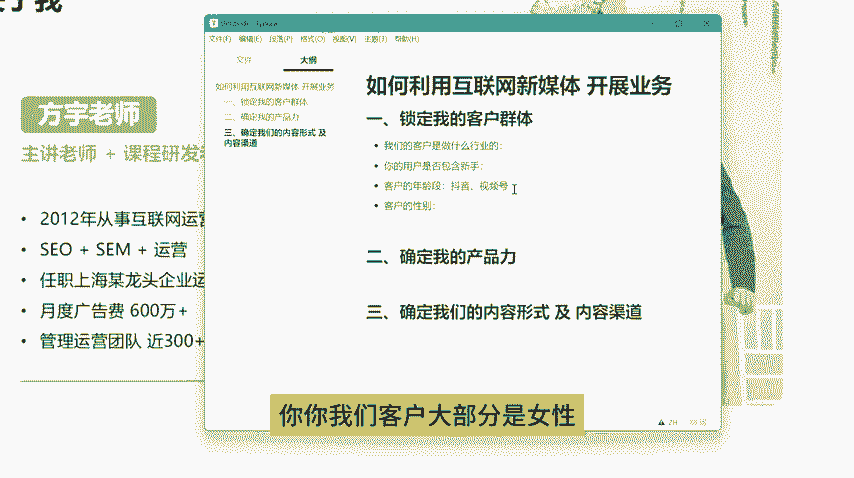 方宇老师
主讲老师 + 课程研发
2012年从事互联网运营
SEO + SEM + 运营
任职上海某龙头企业运
月度广告费 600万+
管理运营团队 近300+
文件(F) 编辑(E) 段落(P) 格式(O) 视图(V) 主题(T) 帮助(H)
文件 大纲
如何利用互联网新媒体 开展业务
一、锁定我的客户群体
二、确定我的产品力
三、确定我们的内容形式 及
内容渠道
如何利用互联网新媒体 开展业务
一、锁定我的客户群体
我们的客户是做什么行业的:
你的用户是否包含新手:
客户的年龄段: 抖音、视频号
客户的性别:
二、确定我的产品力
三、确定我们的内容形式 及 内容渠道
你你我们客户大部分是女性